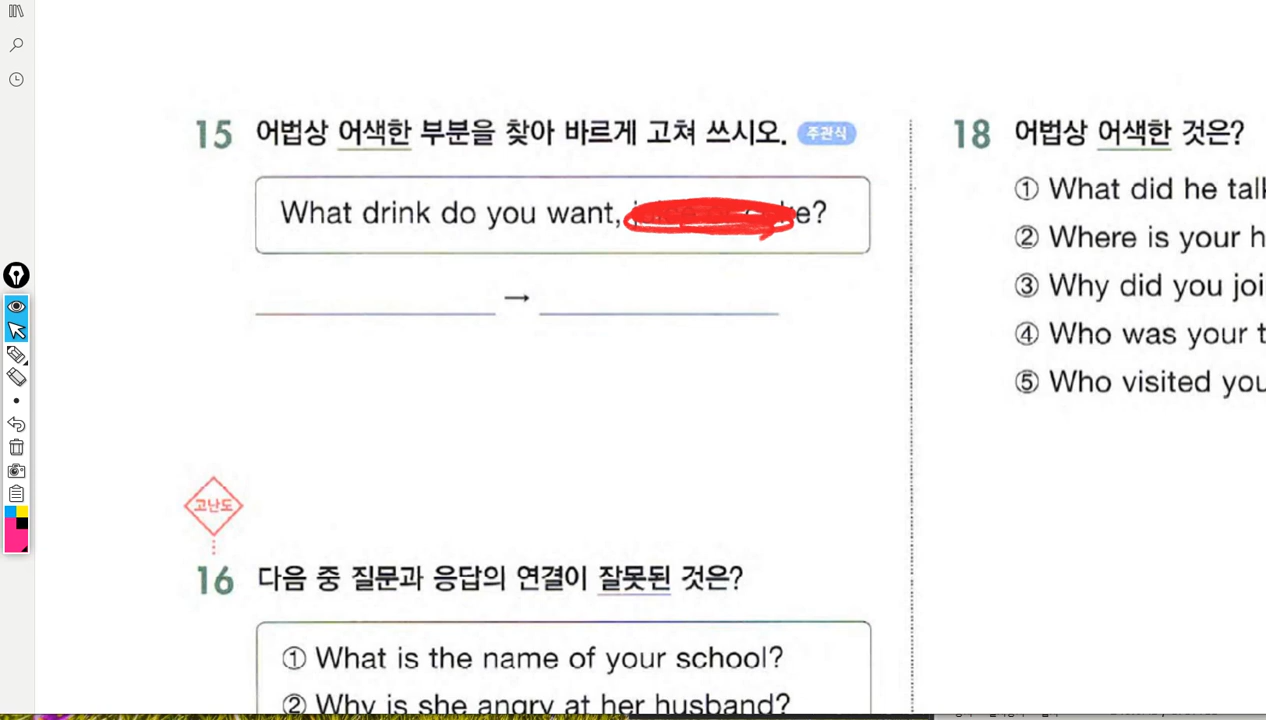 15 어법상 어색한 부분을 찾아 바르게 고쳐 쓰시오. 주관식
What drink do you want,
→
고난도
16 다음 중 질문과 응답의 연결이 잘못된 것은?
① What is the name of your school?
② Why is she angry at her husband?
18 어법상 어색한 것은?
① What did he talk
② Where is your h
③ Why did you joi
④ Who was your t
⑤ Who visited you